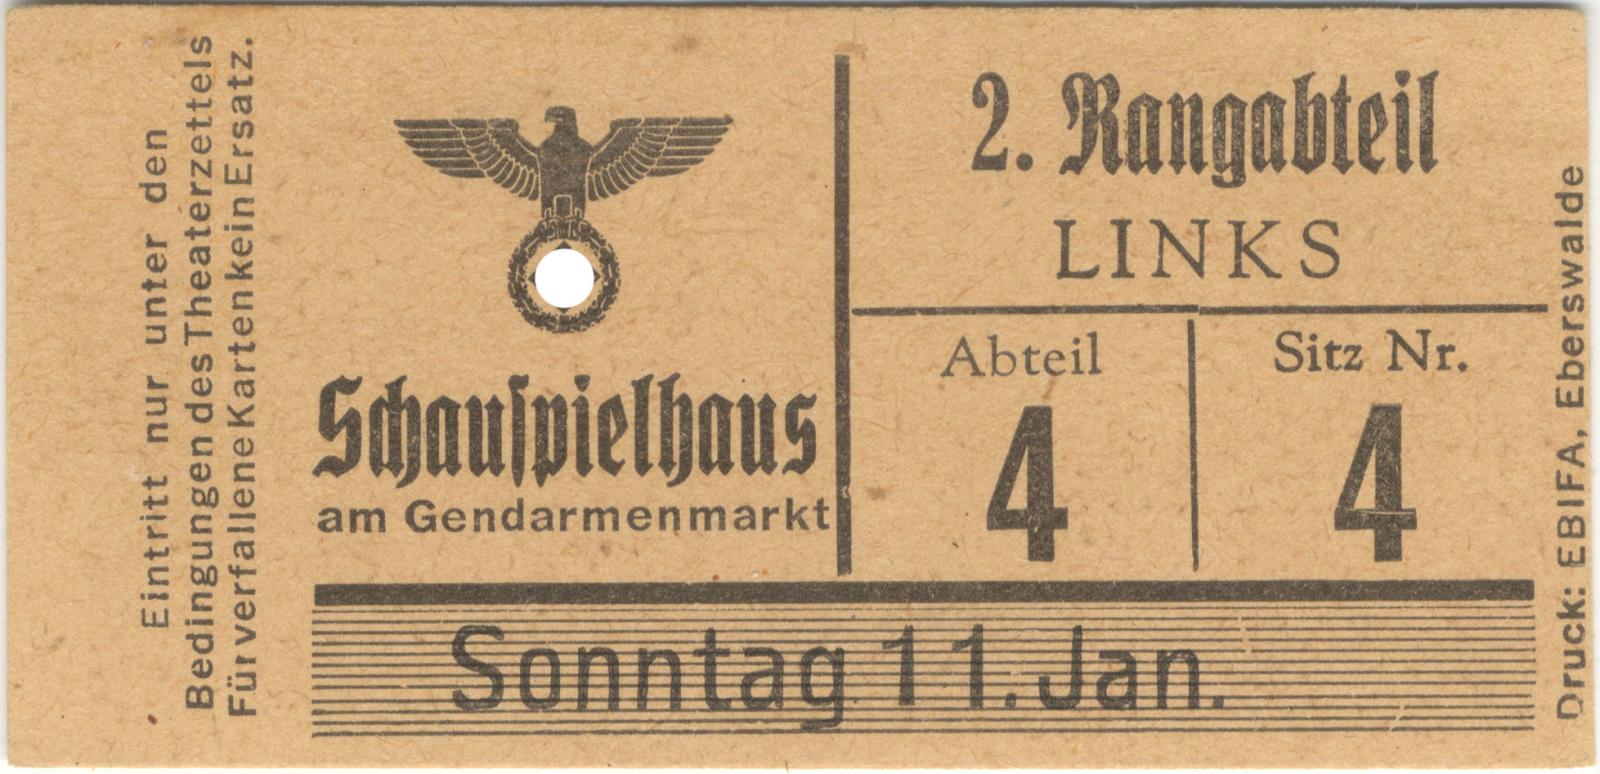 Eintritt nur unter den
Bedingungen des Theaterzettels
Für verfallene Karten kein Ersatz.
Schauspielhaus
am Gendarmenmarkt
2. Rangabteil
LINKS
Abteil
4
Sitz Nr.
4
Sonntag 11. Jan.
Druck: EBIFA, Eberswalde